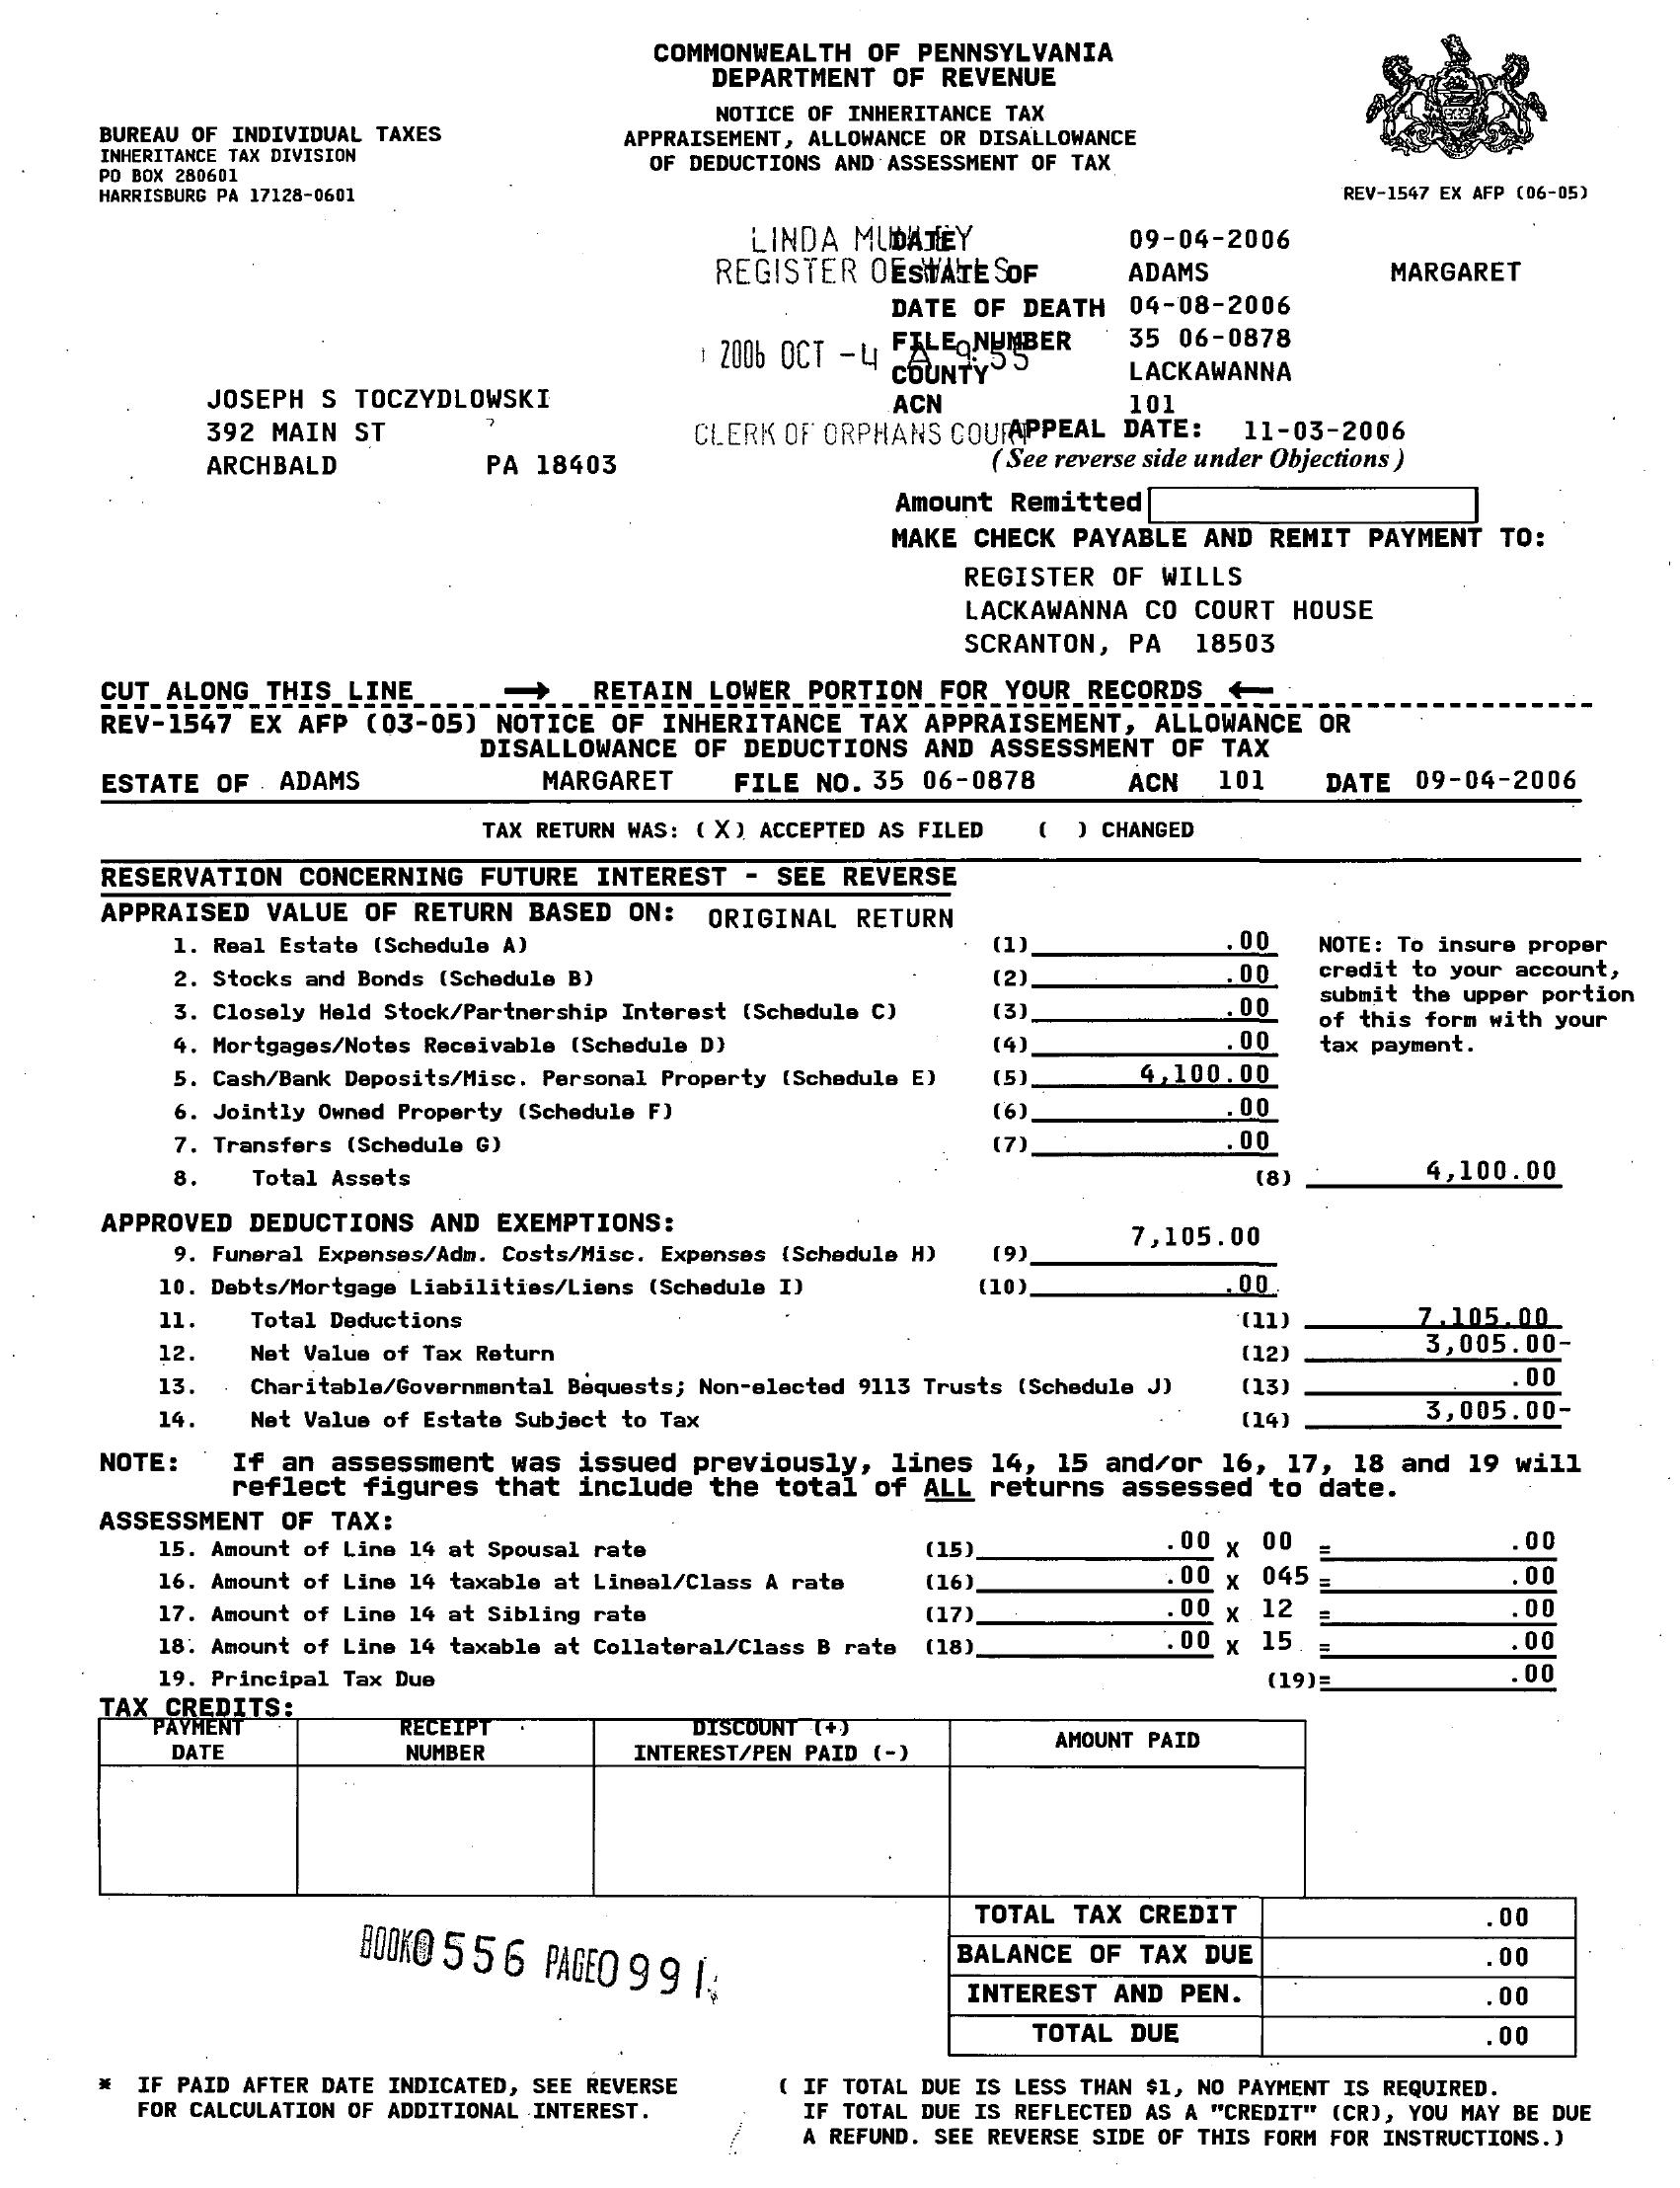 COMMONWEALTH OF PENNSYLVANIA
DEPARTMENT OF REVENUE
NOTICE OF INHERITANCE TAX
APPRAISEMENT, ALLOWANCE OR DISALLOWANCE
OF DEDUCTIONS AND ASSESSMENT OF TAX
BUREAU OF INDIVIDUAL TAXES
INHERITANCE TAX DIVISION
PO BOX 280601
HARRISBURG PA 17128-0601
REV-1547 EX AFP (06-05)
LINDA
REGISTER OF WILLS
2006 OCT -4 A 9:55
CLERK OF ORPHANS COURT
DATE 09-04-2006
ESTATE OF ADAMS MARGARET
DATE OF DEATH 04-08-2006
FILE NUMBER 35 06-0878
COUNTY LACKAWANNA
ACN 101
APPEAL DATE: 11-03-2006
(See reverse side under Objections)
JOSEPH S TOCZYDLOWSKI
392 MAIN ST
ARCHBALD PA 18403
Amount Remitted
MAKE CHECK PAYABLE AND REMIT PAYMENT TO:
REGISTER OF WILLS
LACKAWANNA CO COURT HOUSE
SCRANTON, PA 18503
CUT ALONG THIS LINE → RETAIN LOWER PORTION FOR YOUR RECORDS ←
REV-1547 EX AFP (03-05) NOTICE OF INHERITANCE TAX APPRAISEMENT, ALLOWANCE OR
DISALLOWANCE OF DEDUCTIONS AND ASSESSMENT OF TAX
ESTATE OF ADAMS MARGARET FILE NO. 35 06-0878 ACN 101 DATE 09-04-2006
TAX RETURN WAS: (X) ACCEPTED AS FILED ( ) CHANGED
RESERVATION CONCERNING FUTURE INTEREST - SEE REVERSE
APPRAISED VALUE OF RETURN BASED ON: ORIGINAL RETURN
1. Real Estate (Schedule A) (1) .00
2. Stocks and Bonds (Schedule B) (2) .00
3. Closely Held Stock/Partnership Interest (Schedule C) (3) .00
4. Mortgages/Notes Receivable (Schedule D) (4) .00
5. Cash/Bank Deposits/Misc. Personal Property (Schedule E) (5) 4,100.00
6. Jointly Owned Property (Schedule F) (6) .00
7. Transfers (Schedule G) (7) .00
8. Total Assets (8) 4,100.00
NOTE: To insure proper
credit to your account,
submit the upper portion
of this form with your
tax payment.
APPROVED DEDUCTIONS AND EXEMPTIONS:
9. Funeral Expenses/Adm. Costs/Misc. Expenses (Schedule H) (9) 7,105.00
10. Debts/Mortgage Liabilities/Liens (Schedule I) (10) .00
11. Total Deductions (11) 7,105.00
12. Net Value of Tax Return (12) 3,005.00-
13. Charitable/Governmental Bequests; Non-elected 9113 Trusts (Schedule J) (13) .00
14. Net Value of Estate Subject to Tax (14) 3,005.00-
NOTE: If an assessment was issued previously, lines 14, 15 and/or 16, 17, 18 and 19 will
reflect figures that include the total of ALL returns assessed to date.
ASSESSMENT OF TAX:
15. Amount of Line 14 at Spousal rate (15) .00 X 00 = .00
16. Amount of Line 14 taxable at Lineal/Class A rate (16) .00 X 045 = .00
17. Amount of Line 14 at Sibling rate (17) .00 X 12 = .00
18. Amount of Line 14 taxable at Collateral/Class B rate (18) .00 X 15 = .00
19. Principal Tax Due (19)= .00
TAX CREDITS:
PAYMENT DATE
RECEIPT NUMBER
DISCOUNT (+)
INTEREST/PEN PAID (-)
AMOUNT PAID
TOTAL TAX CREDIT .00
BALANCE OF TAX DUE .00
INTEREST AND PEN. .00
TOTAL DUE .00
BOOK0556 PAGE0991
* IF PAID AFTER DATE INDICATED, SEE REVERSE
FOR CALCULATION OF ADDITIONAL INTEREST.
( IF TOTAL DUE IS LESS THAN $1, NO PAYMENT IS REQUIRED.
IF TOTAL DUE IS REFLECTED AS A "CREDIT" (CR), YOU MAY BE DUE
A REFUND. SEE REVERSE SIDE OF THIS FORM FOR INSTRUCTIONS.)